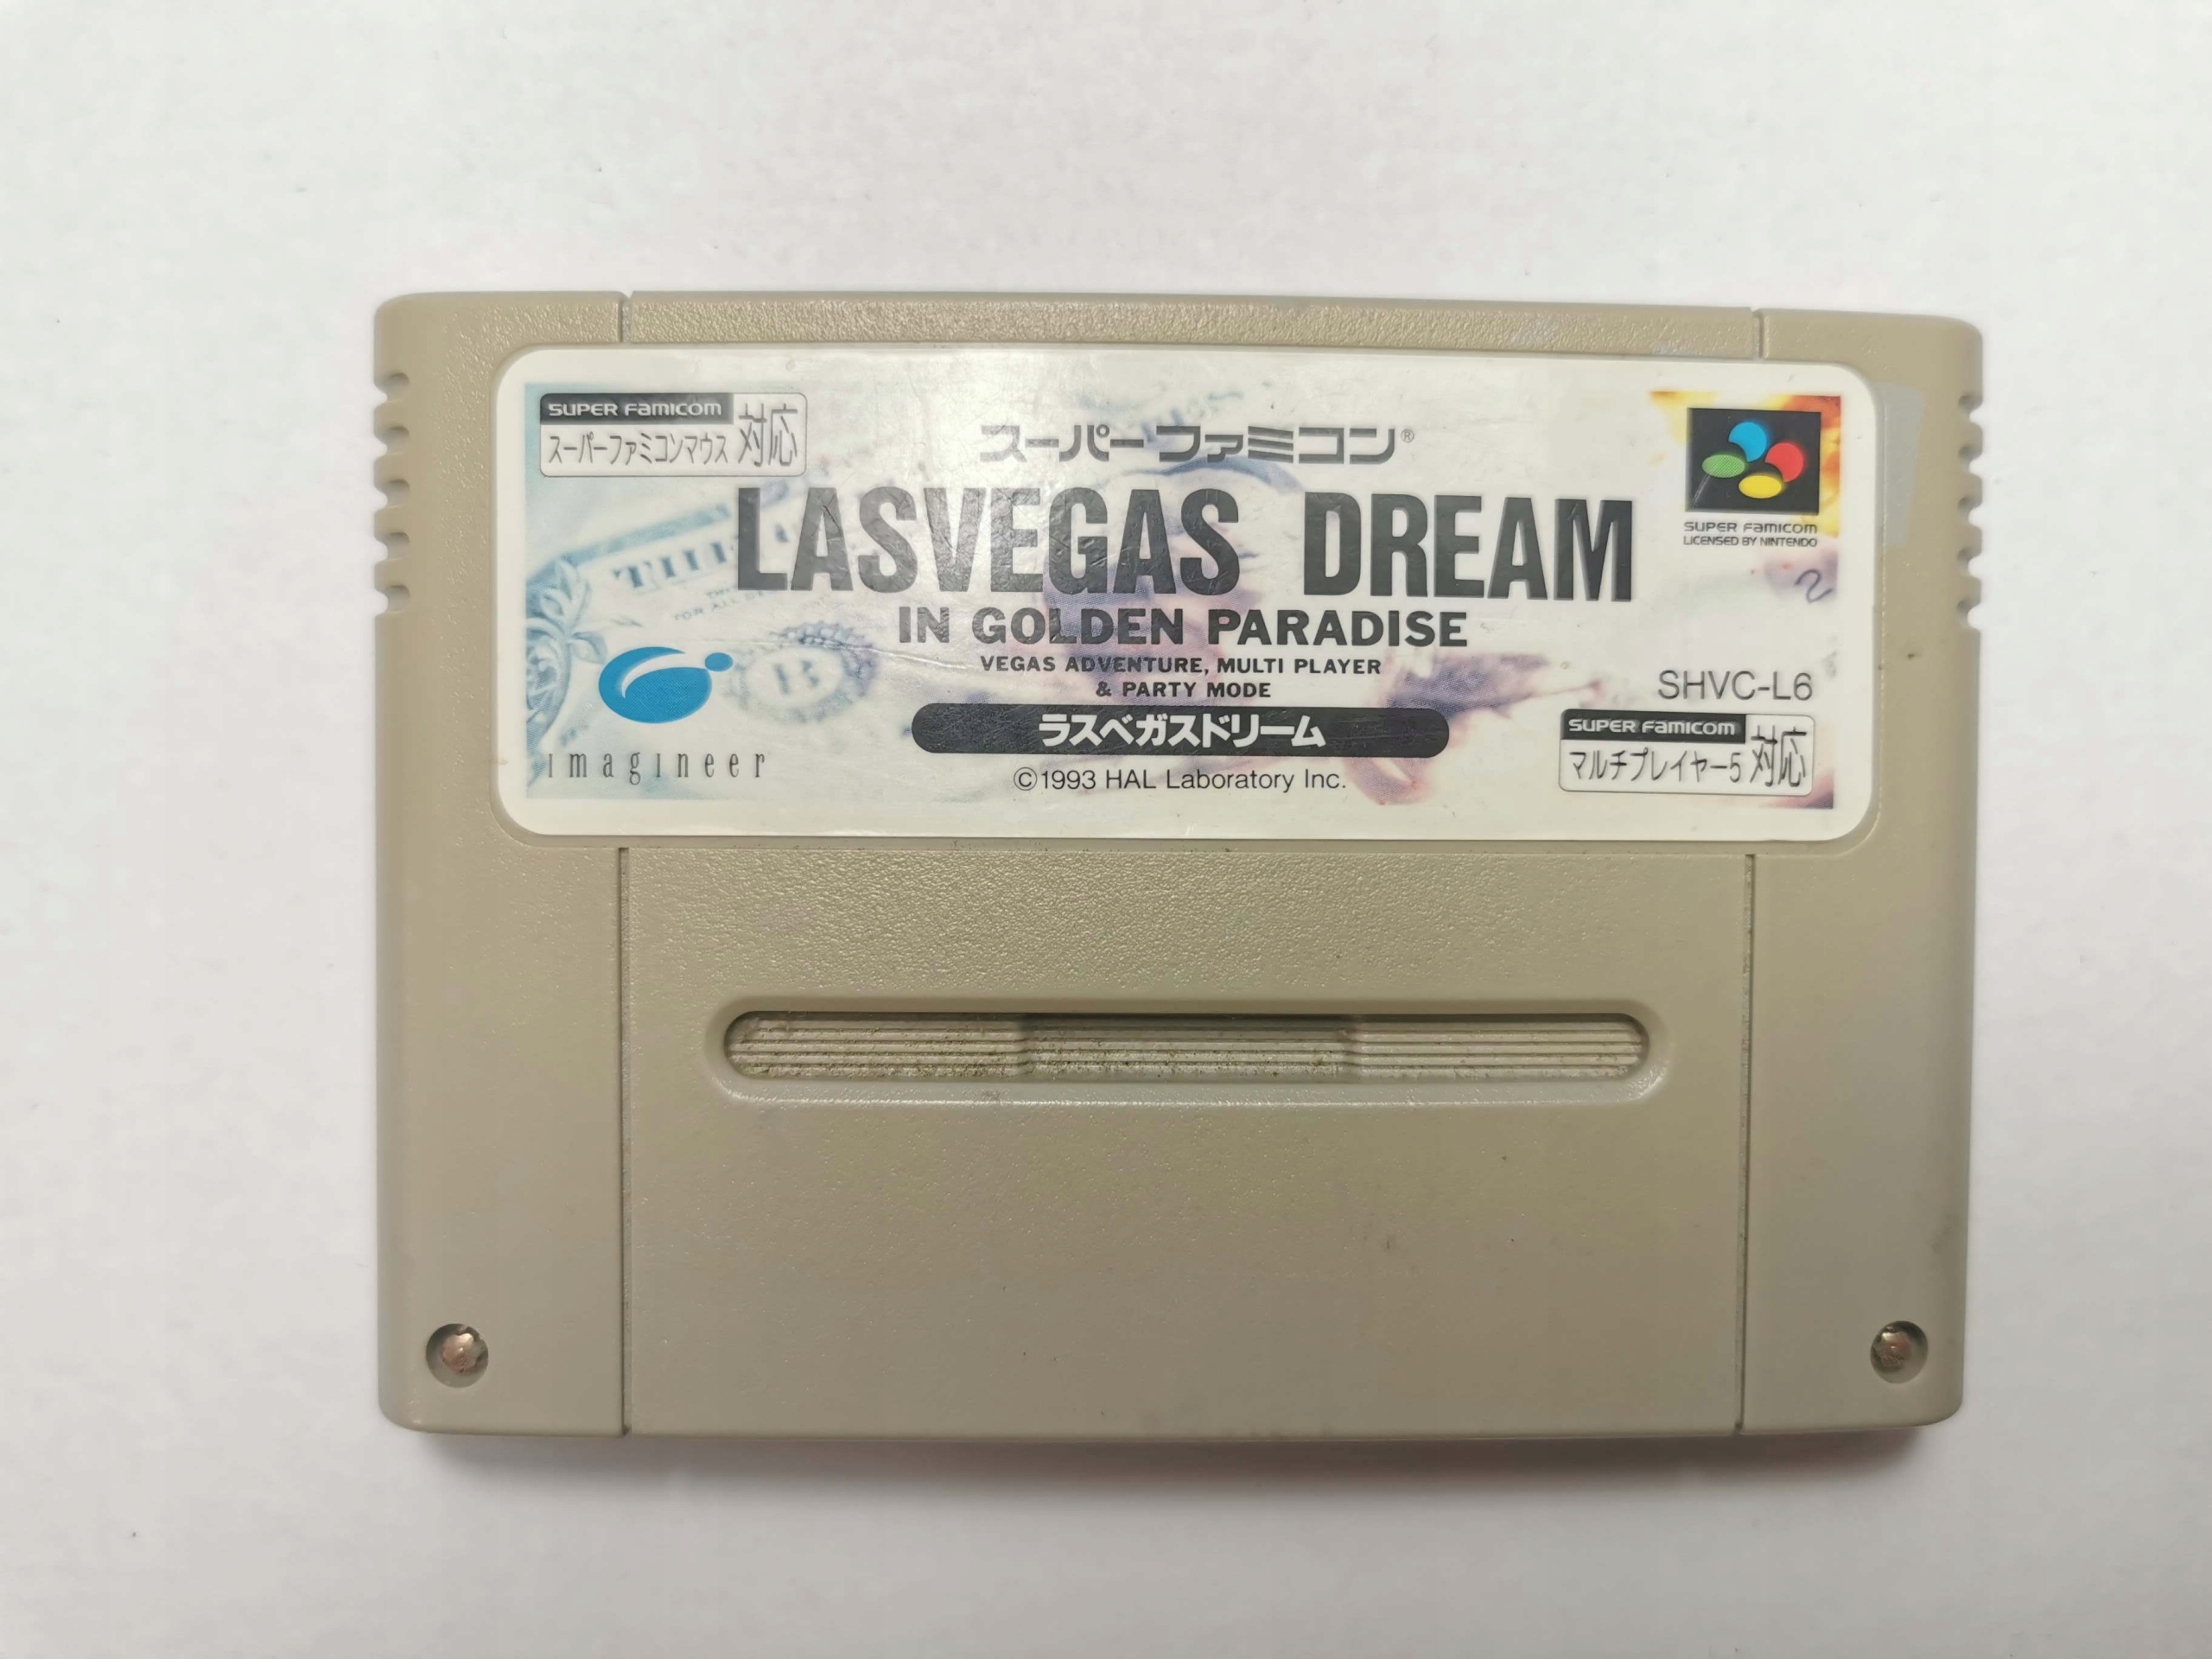 SUPER FAMICOM
スーパーファミコンマウス 対応
スーパーファミコン®
SUPER FAMICOM
LICENSED BY NINTENDO
LASVEGAS DREAM
IN GOLDEN PARADISE
VEGAS ADVENTURE, MULTI PLAYER
& PARTY MODE
SHVC-L6
ラスベガスドリーム
imagineer
©1993 HAL Laboratory Inc.
SUPER FAMICOM
マルチプレイヤー5 対応